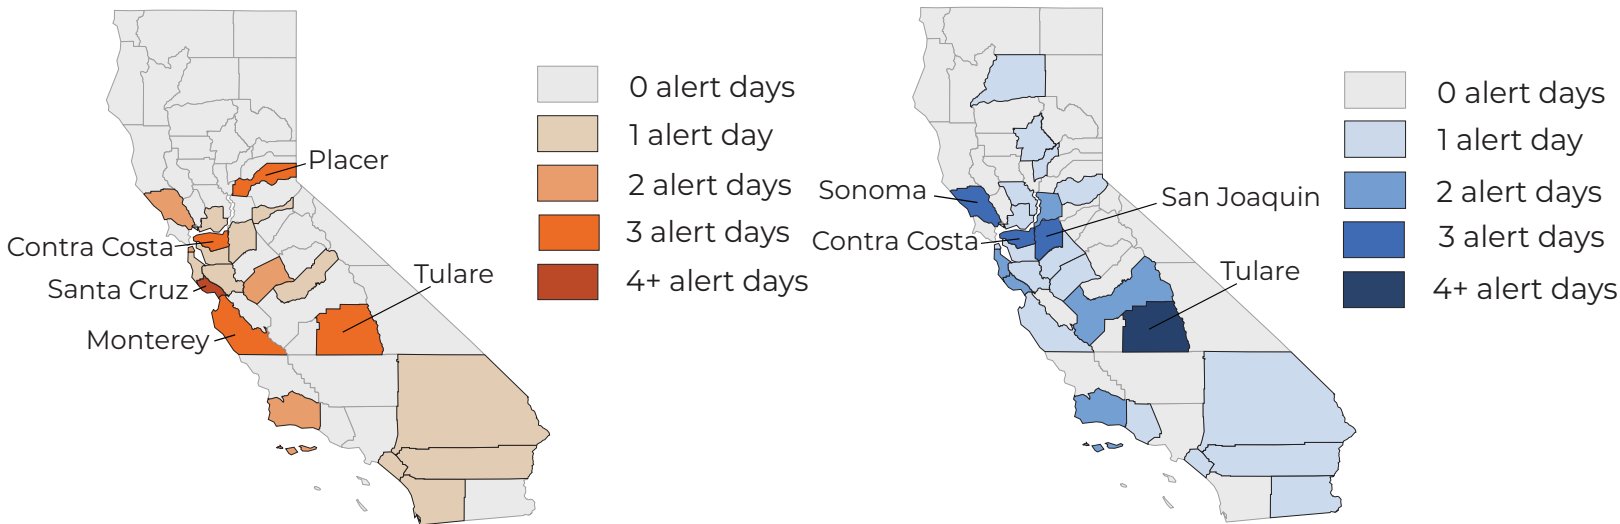 Placer
Contra Costa
Santa Cruz
Tulare
Monterey
0 alert days
1 alert day
2 alert days
3 alert days
4+ alert days
Sonoma
San Joaquin
Contra Costa
Tulare
0 alert days
1 alert day
2 alert days
3 alert days
4+ alert days